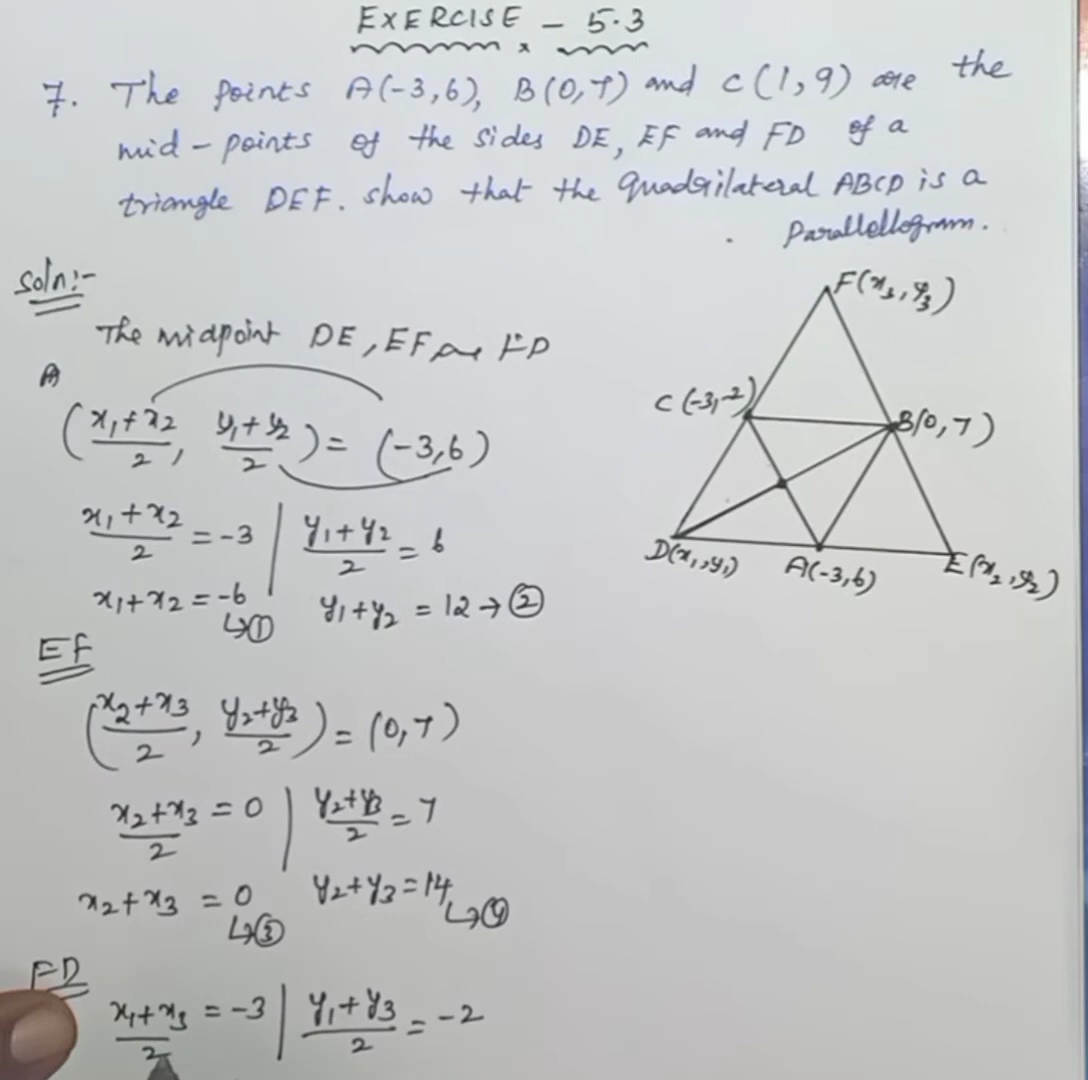 EXERCISE - 5.3
7. The points A(-3,6), B(0,7) and C(1,9) are the
mid-points of the sides DE, EF and FD of a
triangle DEF. show that the quadrilateral ABCD is a
Parallellogram.
Soln:-
The midpoint DE, EF and FD
A
(x₁+x₂/2, y₁+y₂/2) = (-3,6)
x₁+x₂/2 = -3 | y₁+y₂/2 = 6
x₁+x₂ = -6 ↳① y₁+y₂ = 12 → ②
EF
(x₂+x₃/2, y₂+y₃/2) = (0,7)
x₂+x₃/2 = 0 | y₂+y₃/2 = 7
x₂+x₃ = 0 ↳③ y₂+y₃ = 14 ↳④
FD
x₁+x₃/2 = -3 | y₁+y₃/2 = -2
F(x₃,y₃)
C(-3,-2)
B(0,7)
D(x₁,y₁)
A(-3,6)
E(x₂,y₂)